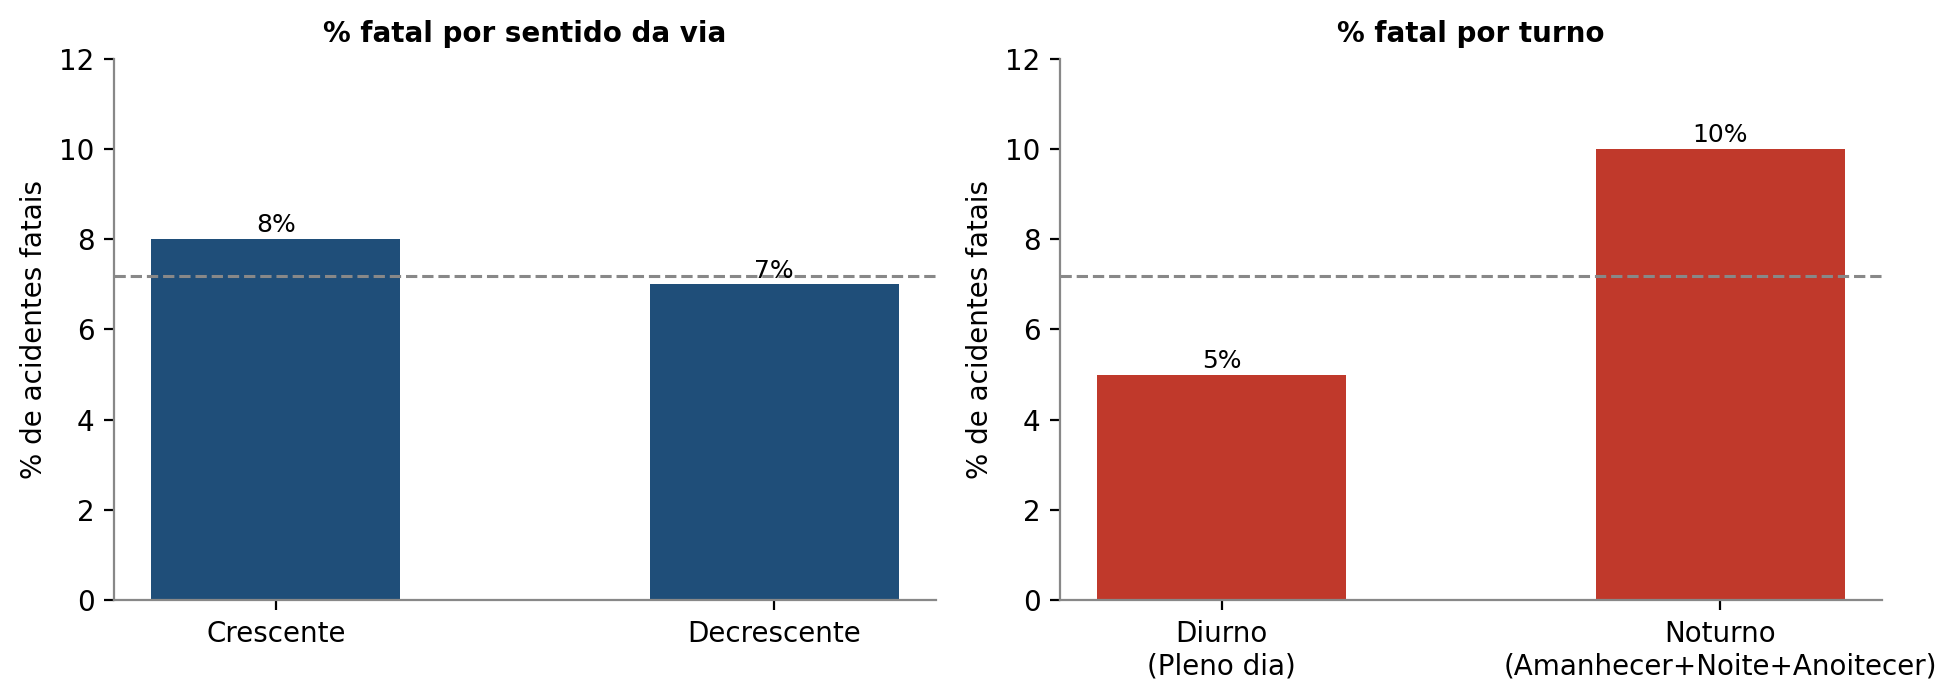 % fatal por sentido da via
% de acidentes fatais
12
10
8
6
4
2
0
8%
7%
Crescente
Decrescente
% fatal por turno
% de acidentes fatais
12
10
8
6
4
2
0
5%
10%
Diurno
(Pleno dia)
Noturno
(Amanhecer+Noite+Anoitecer)